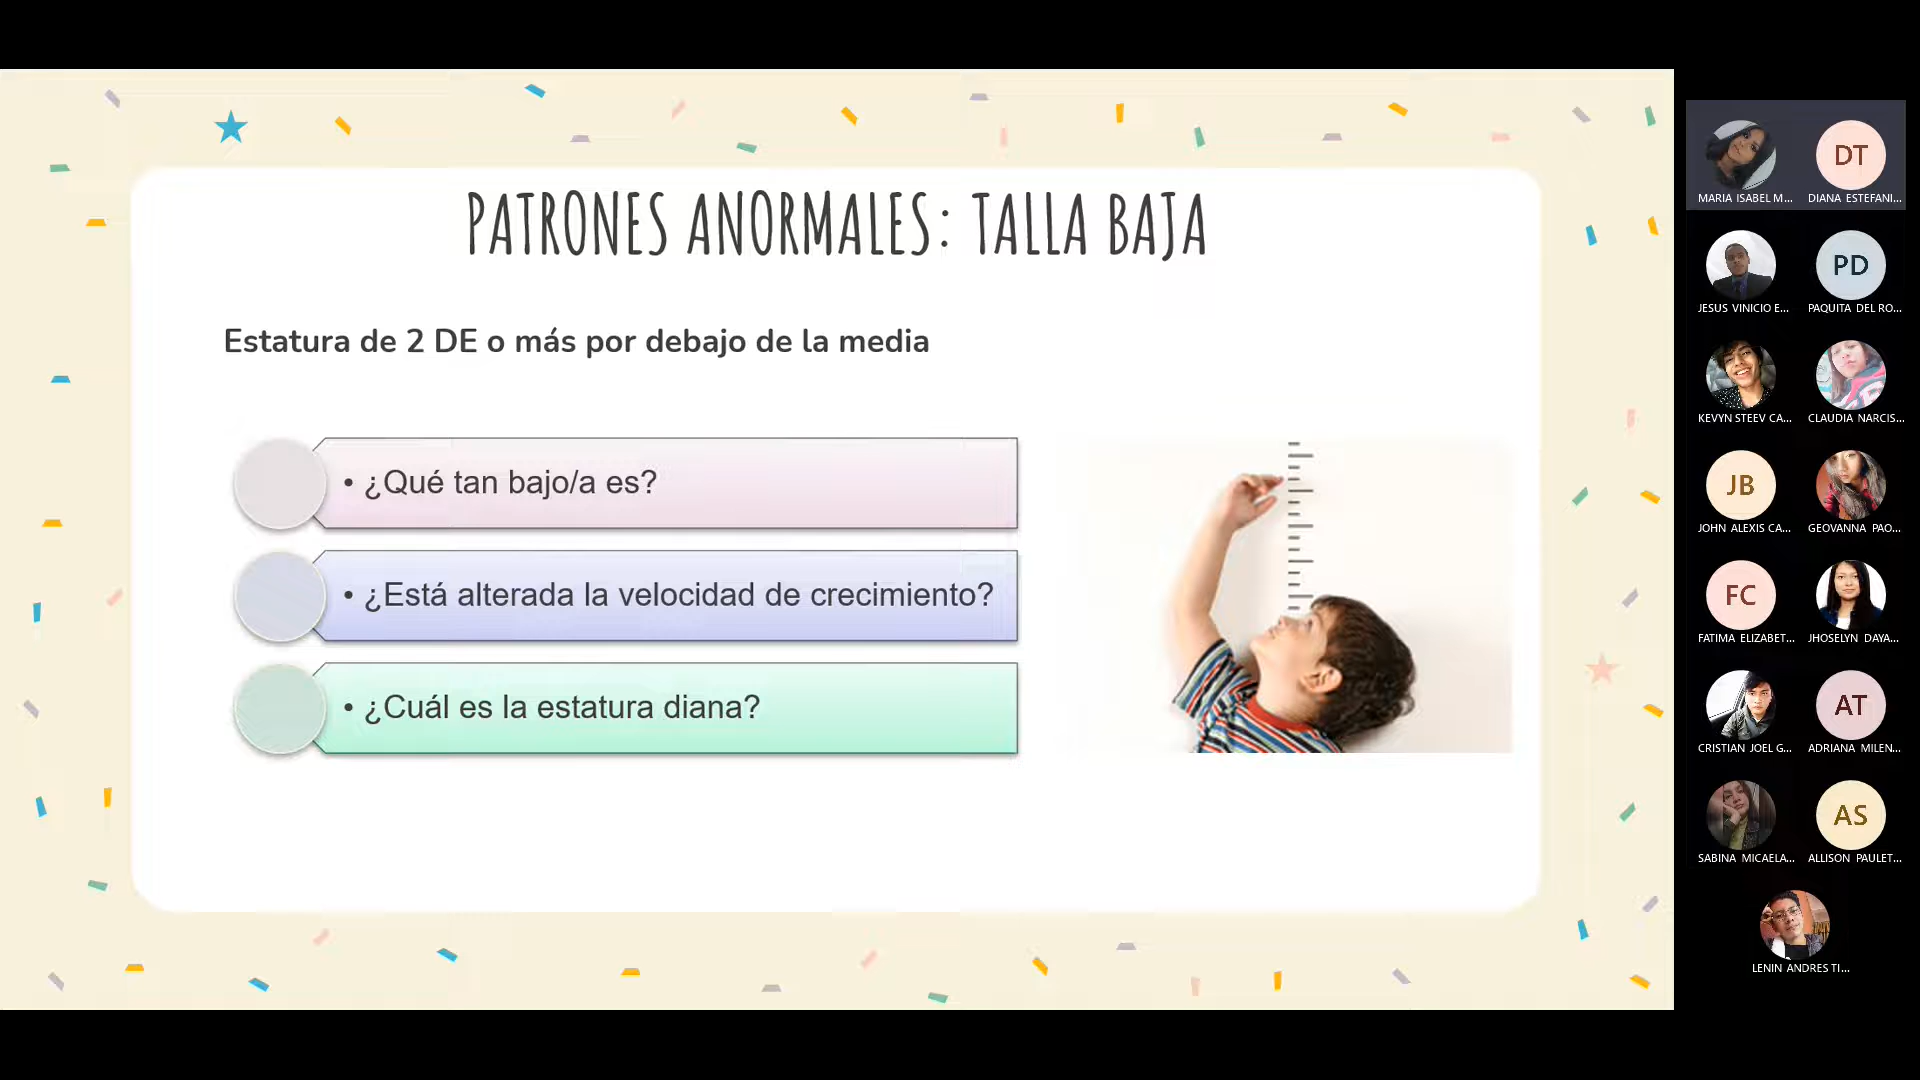 PATRONES ANORMALES: TALLA BAJA
Estatura de 2 DE o más por debajo de la media
• ¿Qué tan bajo/a es?
• ¿Está alterada la velocidad de crecimiento?
• ¿Cuál es la estatura diana?
MARIA ISABEL M...
DT
DIANA ESTEFANI...
JESUS VINICIO E...
PD
PAQUITA DEL RO...
KEVYN STEEV CA...
CLAUDIA NARCIS...
JB
JOHN ALEXIS CA...
GEOVANNA PAO...
FC
FATIMA ELIZABET...
JHOSELYN DAYA...
CRISTIAN JOEL G...
AT
ADRIANA MILEN...
SABINA MICAELA...
AS
ALLISON PAULET...
LENIN ANDRES TI...